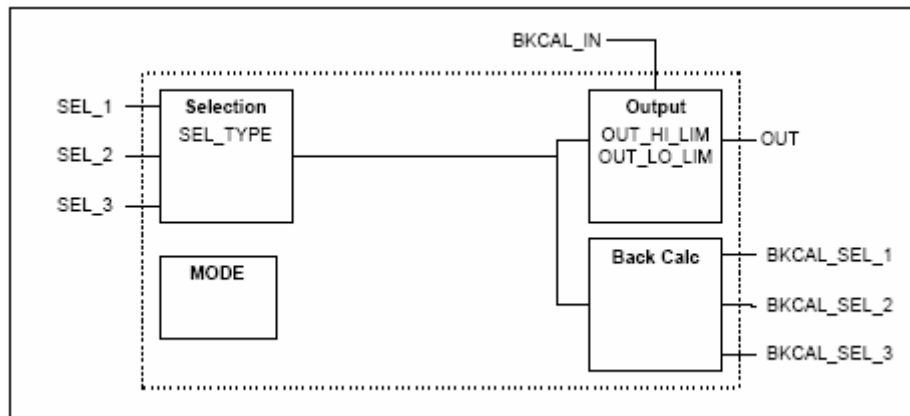 BKCAL_IN
SEL_1
SEL_2
SEL_3
Selection
SEL_TYPE
Output
OUT_HI_LIM
OUT_LO_LIM
OUT
MODE
Back Calc
BKCAL_SEL_1
BKCAL_SEL_2
BKCAL_SEL_3